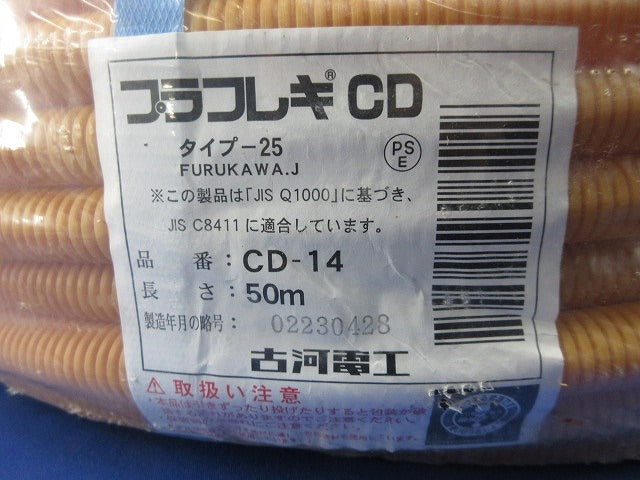 プラフレキ® CD
タイプ-25
PS
E
FURUKAWA.J
※この製品は「JIS Q1000」に基づき、
JIS C8411に適合しています。
品番：CD-14
長さ：50m
製造年月の略号：02230428
古河電工
⚠取扱い注意